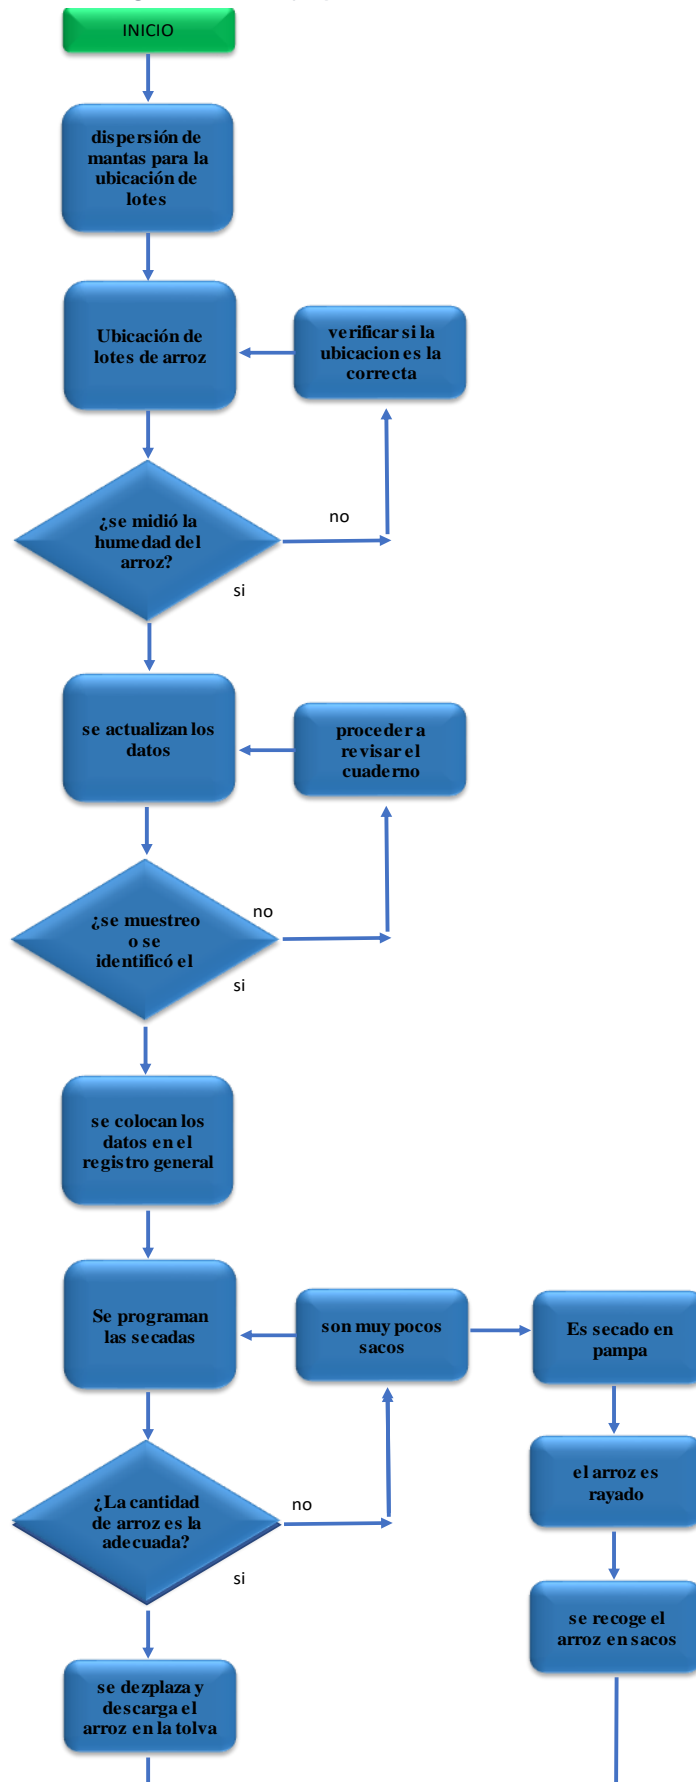 INICIO
dispersión de
mantas para la
ubicación de
lotes
Ubicación de
lotes de arroz
verificar si la
ubicacion es la
correcta
¿se midió la
humedad del
arroz?
no
si
se actualizan los
datos
proceder a
revisar el
cuaderno
¿se muestreo
o se
identificó el
no
si
se colocan los
datos en el
registro general
Se programan
las secadas
son muy pocos
sacos
Es secado en
pampa
¿La cantidad
de arroz es la
adecuada?
no
si
el arroz es
rayado
se recoge el
arroz en sacos
se dezplaza y
descarga el
arroz en la tolva